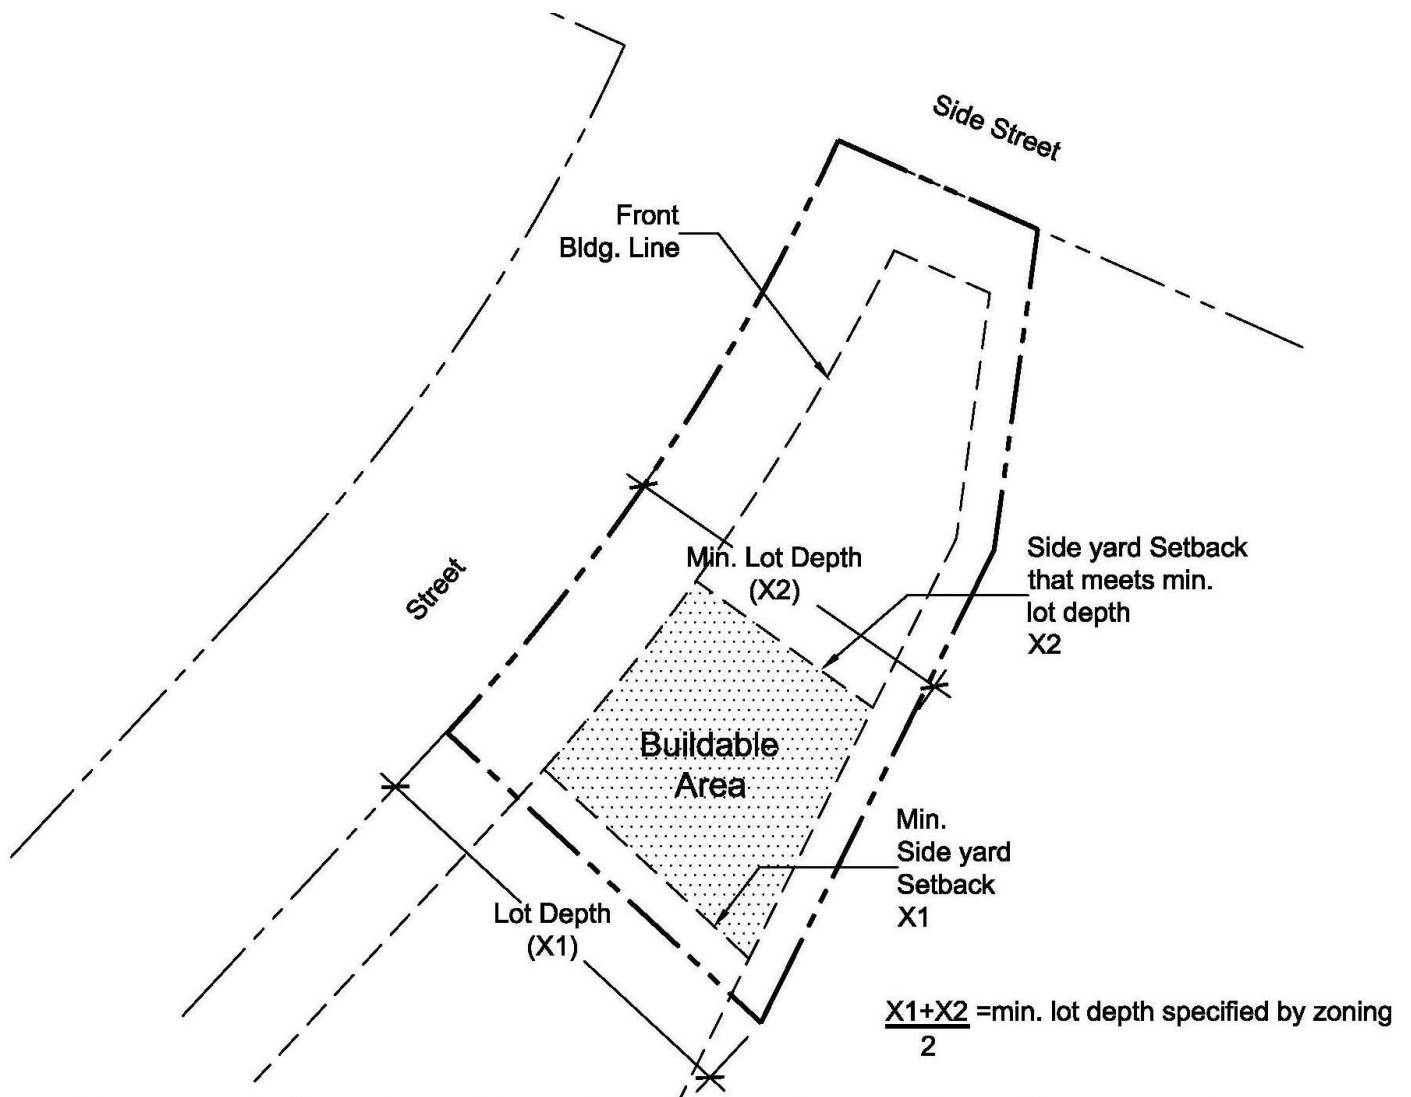 Side Street
Front
Bldg. Line
Min. Lot Depth
(X2)
Side yard Setback
that meets min.
lot depth
X2
Street
Buildable
Area
Min.
Side yard
Setback
X1
Lot Depth
(X1)
X1+X2 =min. lot depth specified by zoning
2